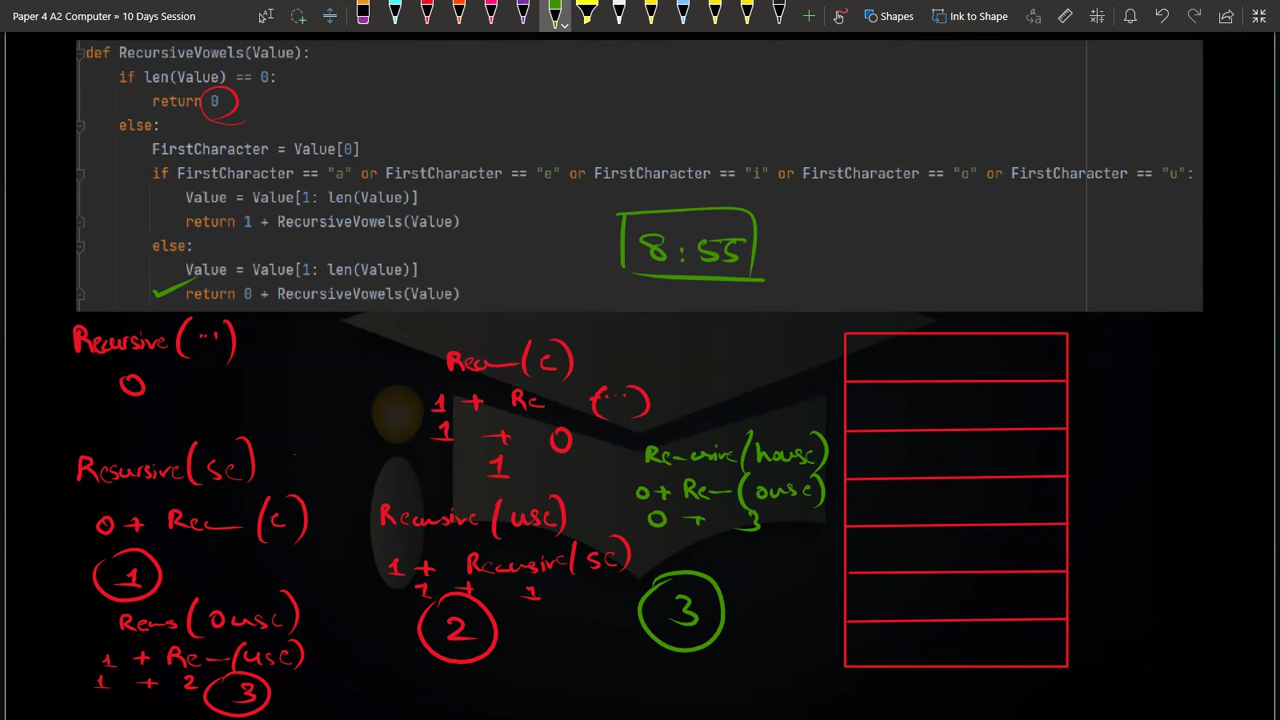 Paper 4 A2 Computer » 10 Days Session
Shapes
Ink to Shape
def RecursiveVowels(Value):
if len(Value) == 0:
return 0
else:
FirstCharacter = Value[0]
if FirstCharacter == "a" or FirstCharacter == "e" or FirstCharacter == "i" or FirstCharacter == "o" or FirstCharacter == "u":
Value = Value[1: len(Value)]
return 1 + RecursiveVowels(Value)
else:
Value = Value[1: len(Value)]
return 0 + RecursiveVowels(Value)
8:55
Recursive("")
0
Resursive(se)
0 + Re—(e)
1
Recus(ouse)
1 + Re—(use)
1 + 2 3
Recu—(e)
1 + Re ("")
1 + 0
1
Recursive(use)
1 + Recursive(se)
1 + 1
2
Recursive(house)
0 + Re—(ouse)
0 + 3
3